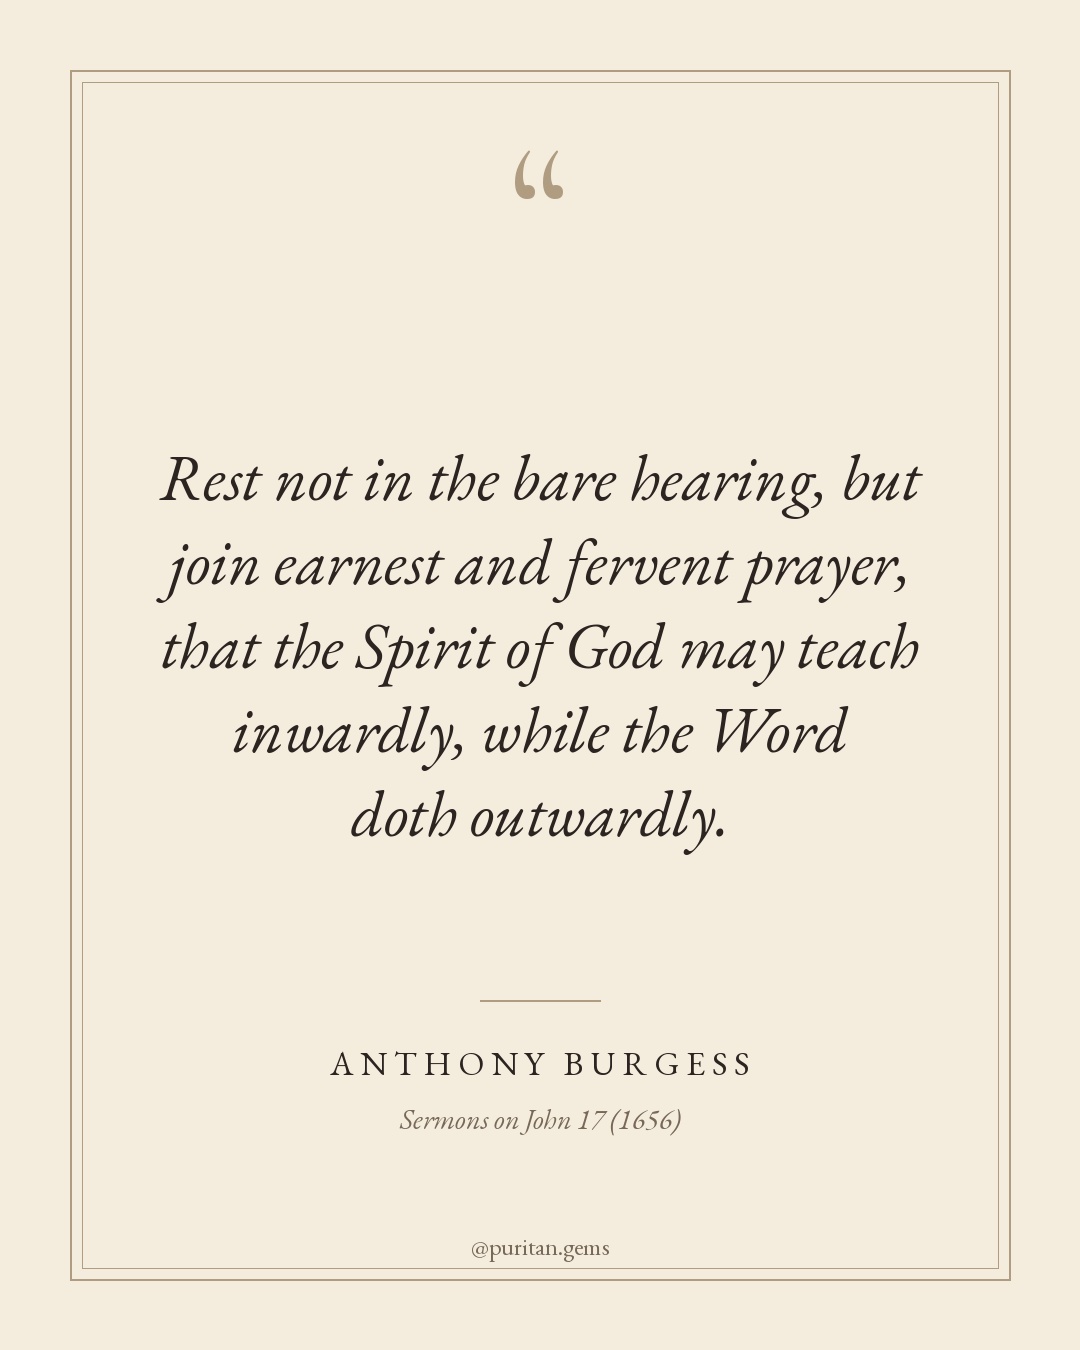 “
Rest not in the bare hearing, but
join earnest and fervent prayer,
that the Spirit of God may teach
inwardly, while the Word
doth outwardly.
ANTHONY BURGESS
Sermons on John 17 (1656)
@puritan.gems